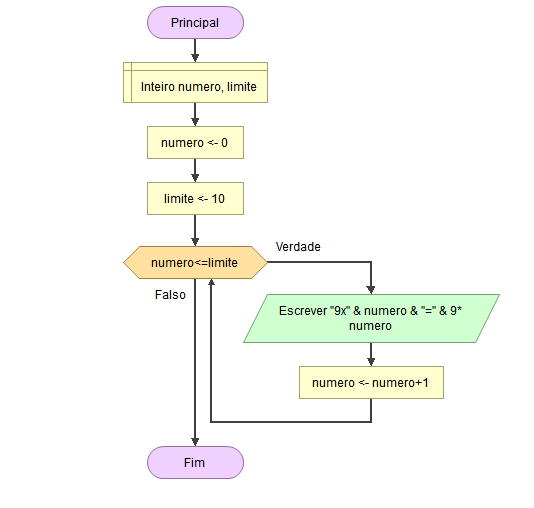 Principal
Inteiro numero, limite
numero <- 0
limite <- 10
numero<=limite
Verdade
Falso
Escrever "9x" & numero & "=" & 9*
numero
numero <- numero+1
Fim